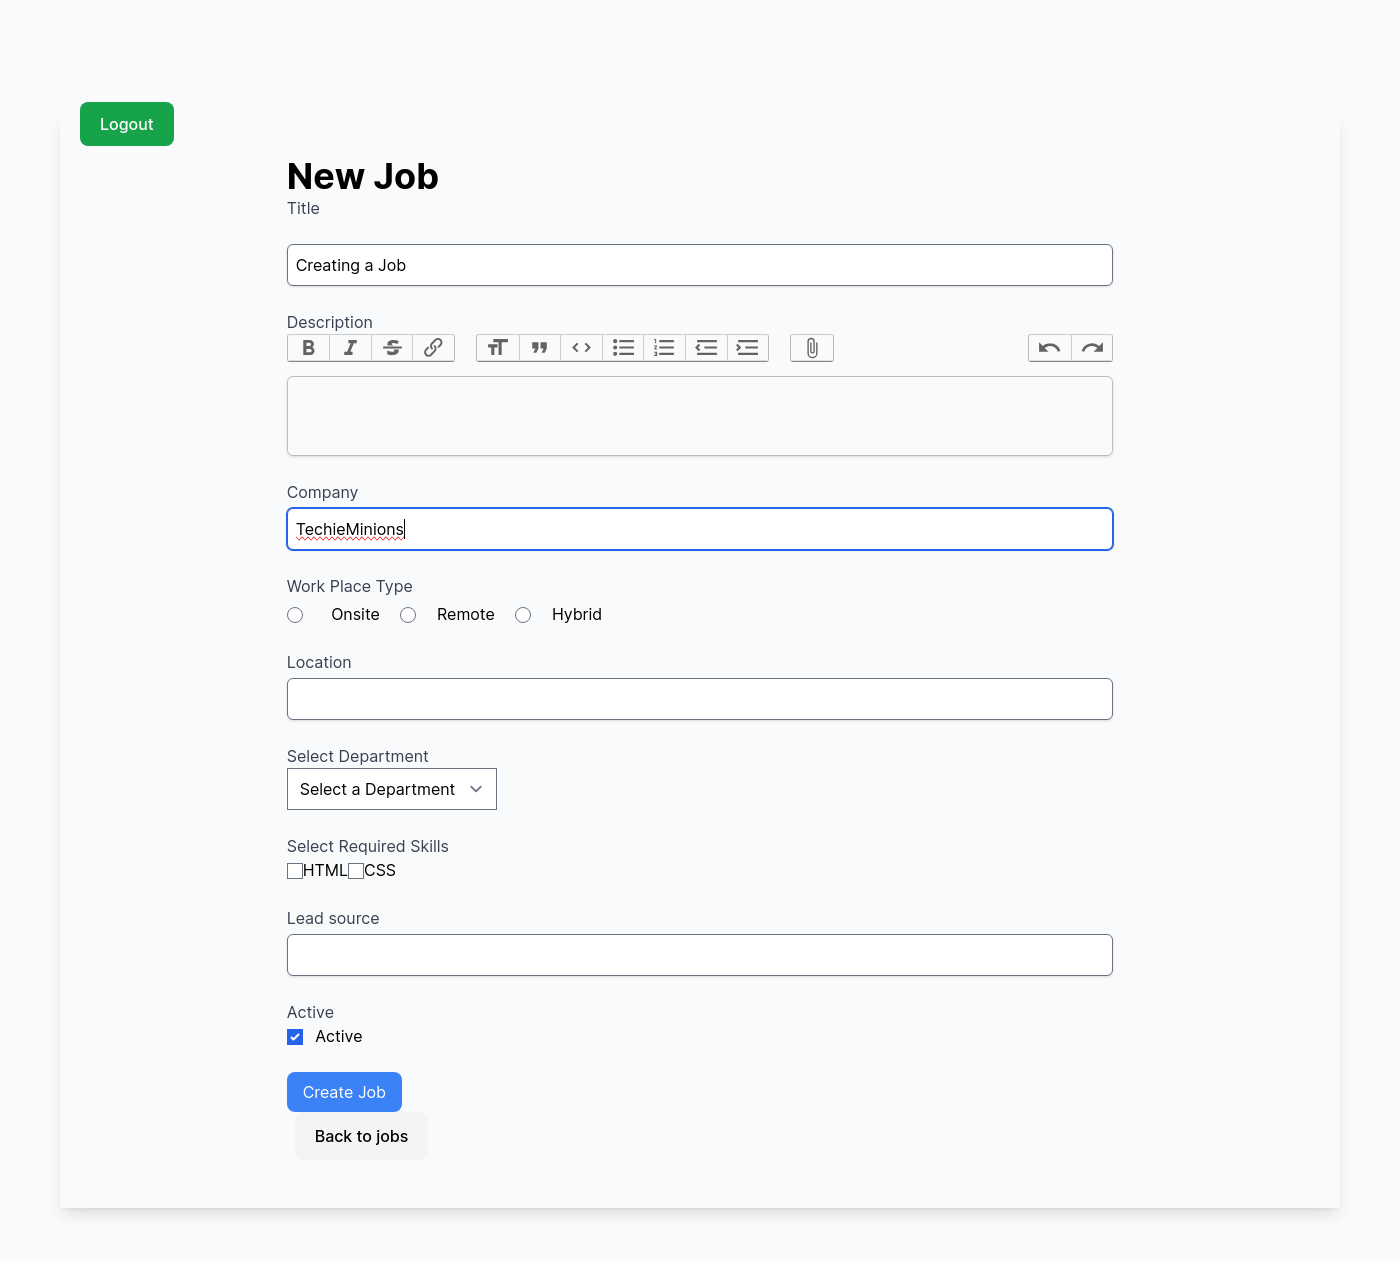 Logout
New Job
Title
Creating a Job
Description
Company
TechieMinions
Work Place Type
Onsite Remote Hybrid
Location
Select Department
Select a Department
Select Required Skills
HTML CSS
Lead source
Active
Active
Create Job
Back to jobs